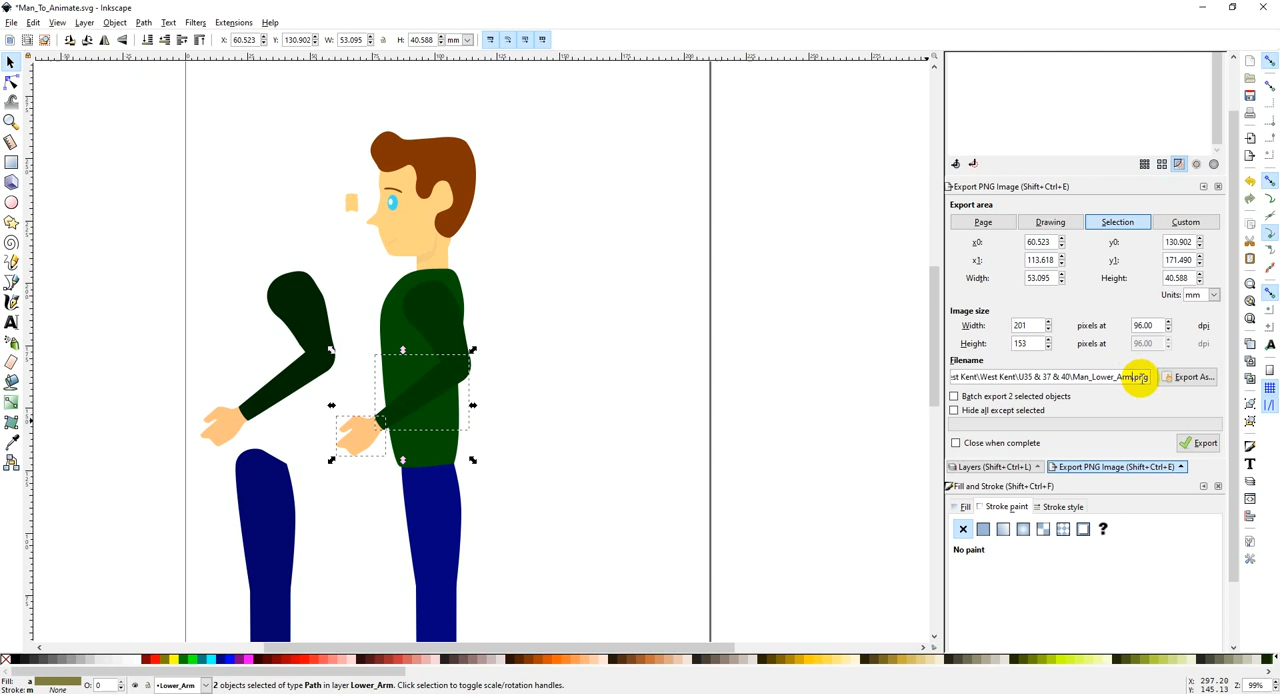 *Man_To_Animate.svg - Inkscape
File Edit View Layer Object Path Text Filters Extensions Help
X: 60.523 Y: 130.902 W: 53.095 H: 40.588 mm
Export PNG Image (Shift+Ctrl+E)
Export area
Page Drawing Selection Custom
x0: 60.523 y0: 130.902
x1: 113.618 y1: 171.490
Width: 53.095 Height: 40.588
Units: mm
Image size
Width: 201 pixels at 96.00 dpi
Height: 153 pixels at 96.00 dpi
Filename
st Kent\West Kent\U35 & 37 & 40\Man_Lower_Arm.png Export As...
Batch export 2 selected objects
Hide all except selected
Close when complete Export
Layers (Shift+Ctrl+L) Export PNG Image (Shift+Ctrl+E)
Fill and Stroke (Shift+Ctrl+F)
Fill Stroke paint Stroke style
No paint
Fill: a O: 0 Lower_Arm 2 objects selected of type Path in layer Lower_Arm. Click selection to toggle scale/rotation handles. X: 297.20 Z: 99%
Stroke: m None Y: 145.13